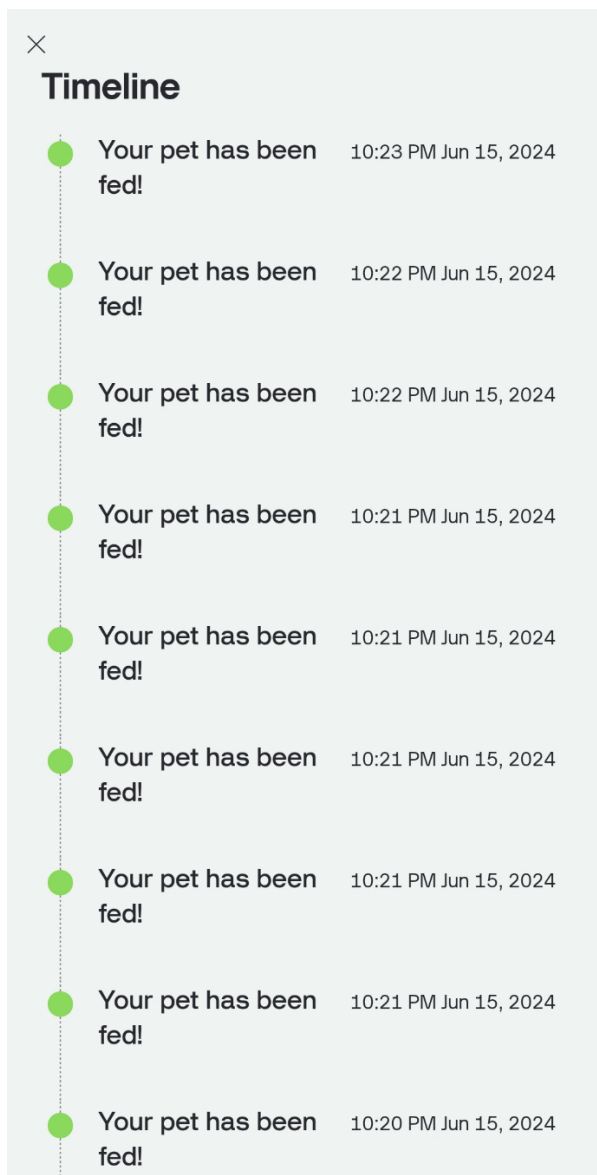 Timeline
Your pet has been 10:23 PM Jun 15, 2024
fed!
Your pet has been 10:22 PM Jun 15, 2024
fed!
Your pet has been 10:22 PM Jun 15, 2024
fed!
Your pet has been 10:21 PM Jun 15, 2024
fed!
Your pet has been 10:21 PM Jun 15, 2024
fed!
Your pet has been 10:21 PM Jun 15, 2024
fed!
Your pet has been 10:21 PM Jun 15, 2024
fed!
Your pet has been 10:21 PM Jun 15, 2024
fed!
Your pet has been 10:20 PM Jun 15, 2024
fed!